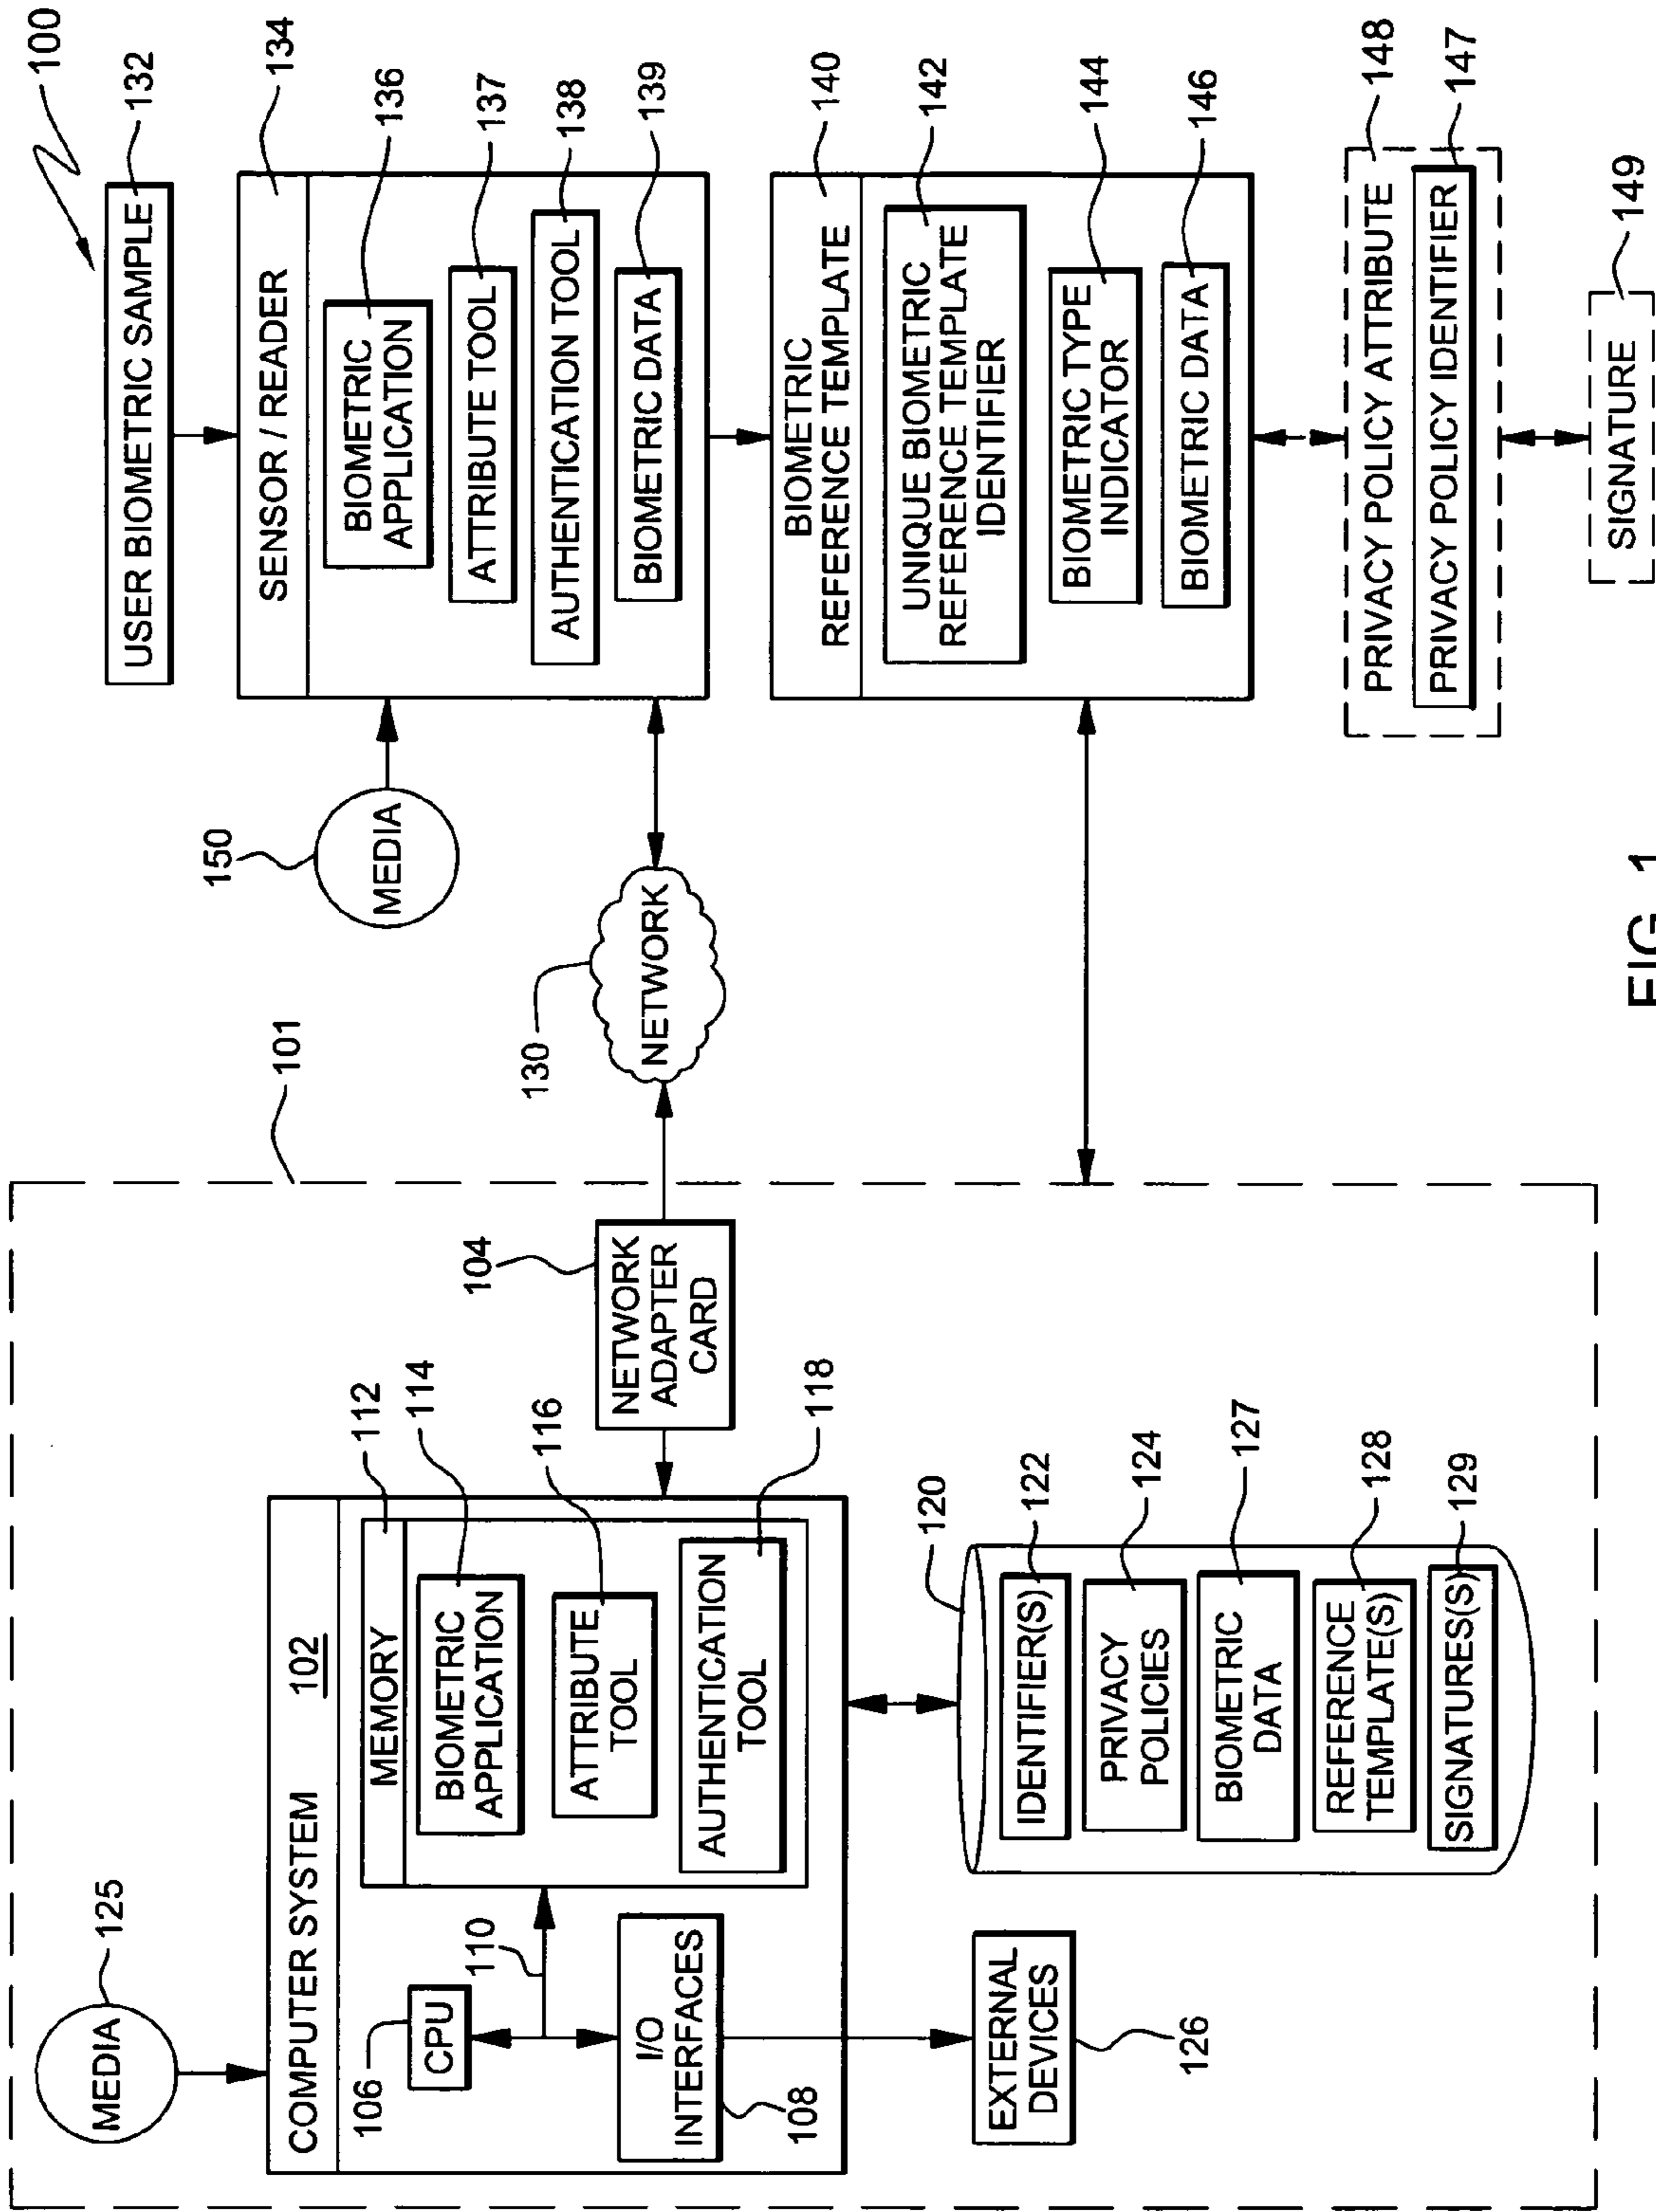 100
USER BIOMETRIC SAMPLE
132
SENSOR / READER
134
BIOMETRIC
APPLICATION
136
ATTRIBUTE TOOL
137
AUTHENTICATION TOOL
138
BIOMETRIC DATA
139
BIOMETRIC
REFERENCE TEMPLATE
140
UNIQUE BIOMETRIC
REFERENCE TEMPLATE
IDENTIFIER
142
BIOMETRIC TYPE
INDICATOR
144
BIOMETRIC DATA
146
PRIVACY POLICY ATTRIBUTE
148
PRIVACY POLICY IDENTIFIER
147
SIGNATURE
149
MEDIA
150
NETWORK
130
101
NETWORK
ADAPTER
CARD
104
MEDIA
125
COMPUTER SYSTEM 102
MEMORY
112
BIOMETRIC
APPLICATION
114
ATTRIBUTE
TOOL
116
AUTHENTICATION
TOOL
118
CPU
106
110
I/O
INTERFACES
108
EXTERNAL
DEVICES
126
120
IDENTIFIER(S)
122
PRIVACY
POLICIES
124
BIOMETRIC
DATA
127
REFERENCE
TEMPLATE(S)
128
SIGNATURES(S)
129
FIG. 1